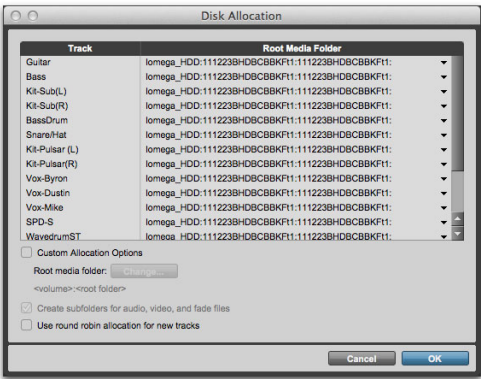 Disk Allocation
Track Root Media Folder
Guitar Iomega_HDD:111223BHDBCBBKFt1:111223BHDBCBBKFt1:
Bass Iomega_HDD:111223BHDBCBBKFt1:111223BHDBCBBKFt1:
Kit-Sub(L) Iomega_HDD:111223BHDBCBBKFt1:111223BHDBCBBKFt1:
Kit-Sub(R) Iomega_HDD:111223BHDBCBBKFt1:111223BHDBCBBKFt1:
BassDrum Iomega_HDD:111223BHDBCBBKFt1:111223BHDBCBBKFt1:
Snare/Hat Iomega_HDD:111223BHDBCBBKFt1:111223BHDBCBBKFt1:
Kit-Pulsar (L) Iomega_HDD:111223BHDBCBBKFt1:111223BHDBCBBKFt1:
Kit-Pulsar(R) Iomega_HDD:111223BHDBCBBKFt1:111223BHDBCBBKFt1:
Vox-Byron Iomega_HDD:111223BHDBCBBKFt1:111223BHDBCBBKFt1:
Vox-Dustin Iomega_HDD:111223BHDBCBBKFt1:111223BHDBCBBKFt1:
Vox-Mike Iomega_HDD:111223BHDBCBBKFt1:111223BHDBCBBKFt1:
SPD-S Iomega_HDD:111223BHDBCBBKFt1:111223BHDBCBBKFt1:
WavedrumST Iomega_HDD:111223BHDBCBBKFt1:111223BHDBCBBKFt1:
Custom Allocation Options
Root media folder: Change...
<volume>:<root folder>
Create subfolders for audio, video, and fade files
Use round robin allocation for new tracks
Cancel OK